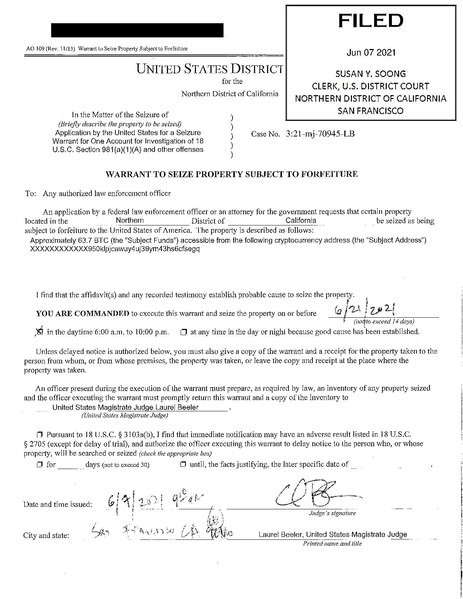 AO 109 (Rev. 11/13) Warrant to Seize Property Subject to Forfeiture
FILED
Jun 07 2021
SUSAN Y. SOONG
CLERK, U.S. DISTRICT COURT
NORTHERN DISTRICT OF CALIFORNIA
SAN FRANCISCO
UNITED STATES DISTRICT
for the
Northern District of California
In the Matter of the Seizure of
(Briefly describe the property to be seized)
Application by the United States for a Seizure
Warrant for One Account for Investigation of 18
U.S.C. Section 981(a)(1)(A) and other offenses
)
)
)
)
)
Case No. 3:21-mj-70945-LB
WARRANT TO SEIZE PROPERTY SUBJECT TO FORFEITURE
To: Any authorized law enforcement officer
An application by a federal law enforcement officer or an attorney for the government requests that certain property
located in the Northern District of California be seized as being
subject to forfeiture to the United States of America. The property is described as follows:
Approximately 63.7 BTC (the "Subject Funds") accessible from the following cryptocurrency address (the "Subject Address")
I find that the affidavit(s) and any recorded testimony establish probable cause to seize the property.
YOU ARE COMMANDED to execute this warrant and seize the property on or before 6/21/2021
(not to exceed 14 days)
in the daytime 6:00 a.m. to 10:00 p.m. ☐ at any time in the day or night because good cause has been established.
Unless delayed notice is authorized below, you must also give a copy of the warrant and a receipt for the property taken to the
person from whom, or from whose premises, the property was taken, or leave the copy and receipt at the place where the
property was taken.
An officer present during the execution of the warrant must prepare, as required by law, an inventory of any property seized
and the officer executing the warrant must promptly return this warrant and a copy of the inventory to
United States Magistrate Judge Laurel Beeler .
(United States Magistrate Judge)
☐ Pursuant to 18 U.S.C. § 3103a(b), I find that immediate notification may have an adverse result listed in 18 U.S.C.
§ 2705 (except for delay of trial), and authorize the officer executing this warrant to delay notice to the person who, or whose
property, will be searched or seized (check the appropriate box)
☐ for ____ days (not to exceed 30) ☐ until, the facts justifying, the later specific date of ____ .
Date and time issued: 6/7/2021
Judge's signature
City and state: San Francisco CA
Laurel Beeler, United States Magistrate Judge
Printed name and title